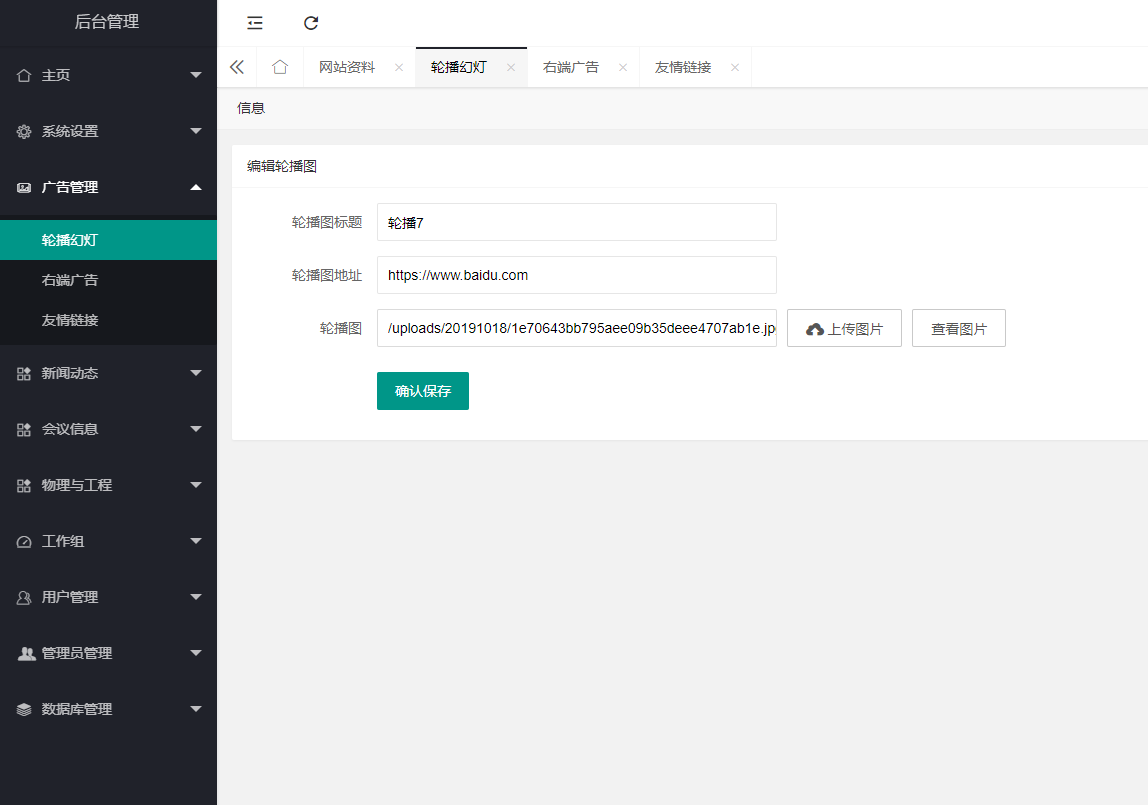 后台管理
主页
系统设置
广告管理
轮播幻灯
右端广告
友情链接
新闻动态
会议信息
物理与工程
工作组
用户管理
管理员管理
数据库管理
网站资料
轮播幻灯
右端广告
友情链接
信息
编辑轮播图
轮播图标题 轮播7
轮播图地址 https://www.baidu.com
轮播图 /uploads/20191018/1e70643bb795aee09b35deee4707ab1e.jp 上传图片 查看图片
确认保存